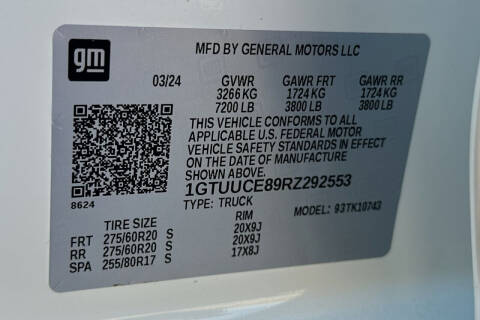 gm
MFD BY GENERAL MOTORS LLC
03/24 GVWR GAWR FRT GAWR RR
3266 KG 1724 KG 1724 KG
7200 LB 3800 LB 3800 LB
THIS VEHICLE CONFORMS TO ALL
APPLICABLE U.S. FEDERAL MOTOR
VEHICLE SAFETY STANDARDS IN EFFECT
ON THE DATE OF MANUFACTURE
SHOWN ABOVE.
1GTUUCE89RZ292553
8624
TYPE: TRUCK MODEL: 93TK10743
TIRE SIZE RIM
FRT 275/60R20 S 20X9J
RR 275/60R20 S 20X9J
SPA 255/80R17 S 17X8J